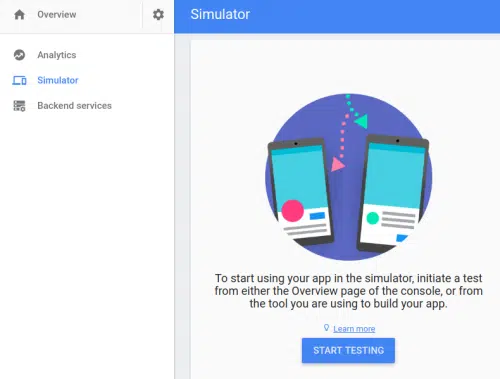 Overview
Simulator
Analytics
Simulator
Backend services
To start using your app in the simulator, initiate a test
from either the Overview page of the console, or from
the tool you are using to build your app.
Learn more
START TESTING